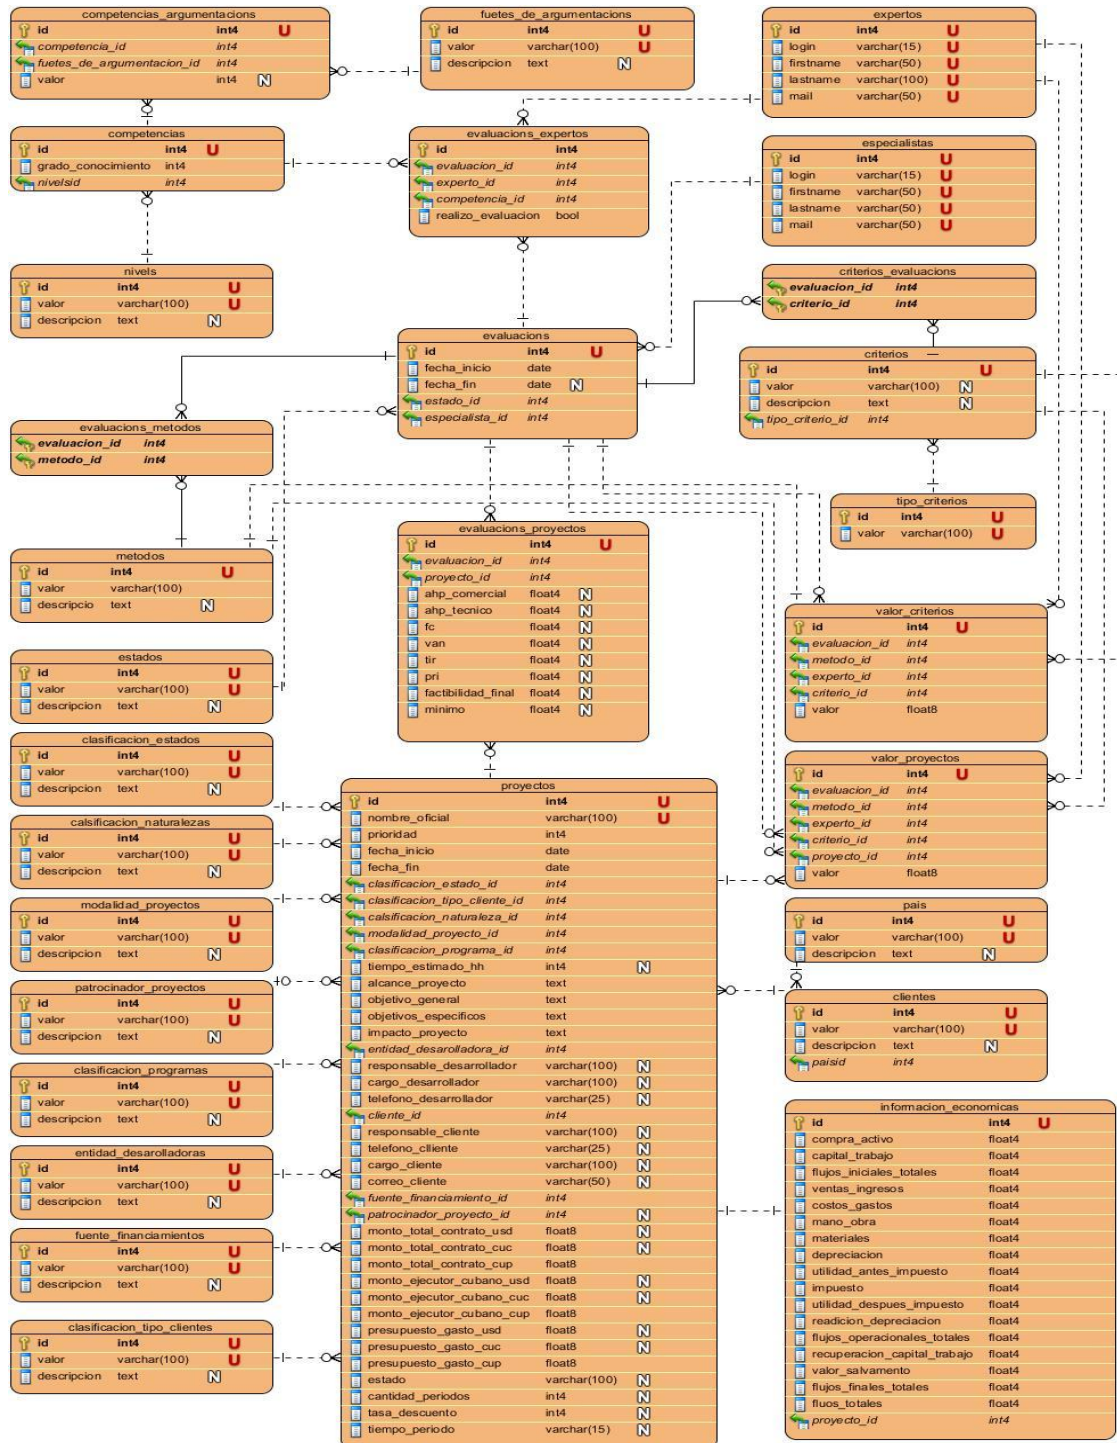 competencias_argumentacions
id int4 U
competencia_id int4
fuetes_de_argumentacion_id int4
valor int4 N
fuetes_de_argumentacions
id int4 U
valor varchar(100) U
descripcion text N
expertos
id int4 U
login varchar(15) U
firstname varchar(50) U
lastname varchar(100) U
mail varchar(50) U
competencias
id int4 U
grado_conocimiento int4
nivelsid int4
evaluacions_expertos
id int4
evaluacion_id int4
experto_id int4
competencia_id int4
realizo_evaluacion bool
especialistas
id int4 U
login varchar(15) U
firstname varchar(50) U
lastname varchar(50) U
mail varchar(50) U
nivels
id int4 U
valor varchar(100) U
descripcion text N
criterios_evaluacions
evaluacion_id int4
criterio_id int4
evaluacions
id int4 U
fecha_inicio date
fecha_fin date N
estado_id int4
especialista_id int4
criterios
id int4 U
valor varchar(100) N
descripcion text N
tipo_criterio_id int4
evaluacions_metodos
evaluacion_id int4
metodo_id int4
tipo_criterios
id int4 U
valor varchar(100) U
metodos
id int4 U
valor varchar(100)
descripcio text N
evaluacions_proyectos
id int4 U
evaluacion_id int4
proyecto_id int4
ahp_comercial float4 N
ahp_tecnico float4 N
fc float4 N
van float4 N
tir float4 N
pri float4 N
factibilidad_final float4 N
minimo float4 N
valor_criterios
id int4 U
evaluacion_id int4
metodo_id int4
experto_id int4
criterio_id int4
valor float8
estados
id int4 U
valor varchar(100) U
descripcion text N
clasificacion_estados
id int4 U
valor varchar(100) U
descripcion text N
valor_proyectos
id int4 U
evaluacion_id int4
metodo_id int4
experto_id int4
criterio_id int4
proyecto_id int4
valor float8
calsificacion_naturalezas
id int4 U
valor varchar(100) U
descripcion text N
modalidad_proyectos
id int4 U
valor varchar(100) U
descripcion text N
patrocinador_proyectos
id int4 U
valor varchar(100) U
descripcion text N
clasificacion_programas
id int4 U
valor varchar(100) U
descripcion text N
entidad_desarolladoras
id int4 U
valor varchar(100) U
descripcion text N
fuente_financiamientos
id int4 U
valor varchar(100) U
descripcion text N
clasificacion_tipo_clientes
id int4 U
valor varchar(100) U
descripcion text N
proyectos
id int4 U
nombre_oficial varchar(100) U
prioridad int4
fecha_inicio date
fecha_fin date
clasificacion_estado_id int4
clasificacion_tipo_cliente_id int4
calsificacion_naturaleza_id int4
modalidad_proyecto_id int4
clasificacion_programa_id int4
tiempo_estimado_hh int4 N
alcance_proyecto text
objetivo_general text
objetivos_especificos text
impacto_proyecto text
entidad_desarolladora_id int4
responsable_desarrollador varchar(100) N
cargo_desarrollador varchar(100) N
telefono_desarrollador varchar(25) N
cliente_id int4
responsable_cliente varchar(100) N
telefono_clliente varchar(25) N
cargo_cliente varchar(100) N
correo_cliente varchar(50) N
fuente_financiamiento_id int4
patrocinador_proyecto_id int4 N
monto_total_contrato_usd float8 N
monto_total_contrato_cuc float8 N
monto_total_contrato_cup float8
monto_ejecutor_cubano_usd float8 N
monto_ejecutor_cubano_cuc float8 N
monto_ejecutor_cubano_cup float8
presupuesto_gasto_usd float8 N
presupuesto_gasto_cuc float8 N
presupuesto_gasto_cup float8
estado varchar(100) N
cantidad_periodos int4 N
tasa_descuento int4 N
tiempo_periodo varchar(15) N
pais
id int4 U
valor varchar(100) U
descripcion text N
clientes
id int4 U
valor varchar(100) U
descripcion text N
paisid int4
informacion_economicas
id int4 U
compra_activo float4
capital_trabajo float4
flujos_iniciales_totales float4
ventas_ingresos float4
costos_gastos float4
mano_obra float4
materiales float4
depreciacion float4
utilidad_antes_impuesto float4
impuesto float4
utilidad_despues_impuesto float4
readicion_depreciacion float4
flujos_operacionales_totales float4
recuperacion_capital_trabajo float4
valor_salvamento float4
flujos_finales_totales float4
fluos_totales float4
proyecto_id int4